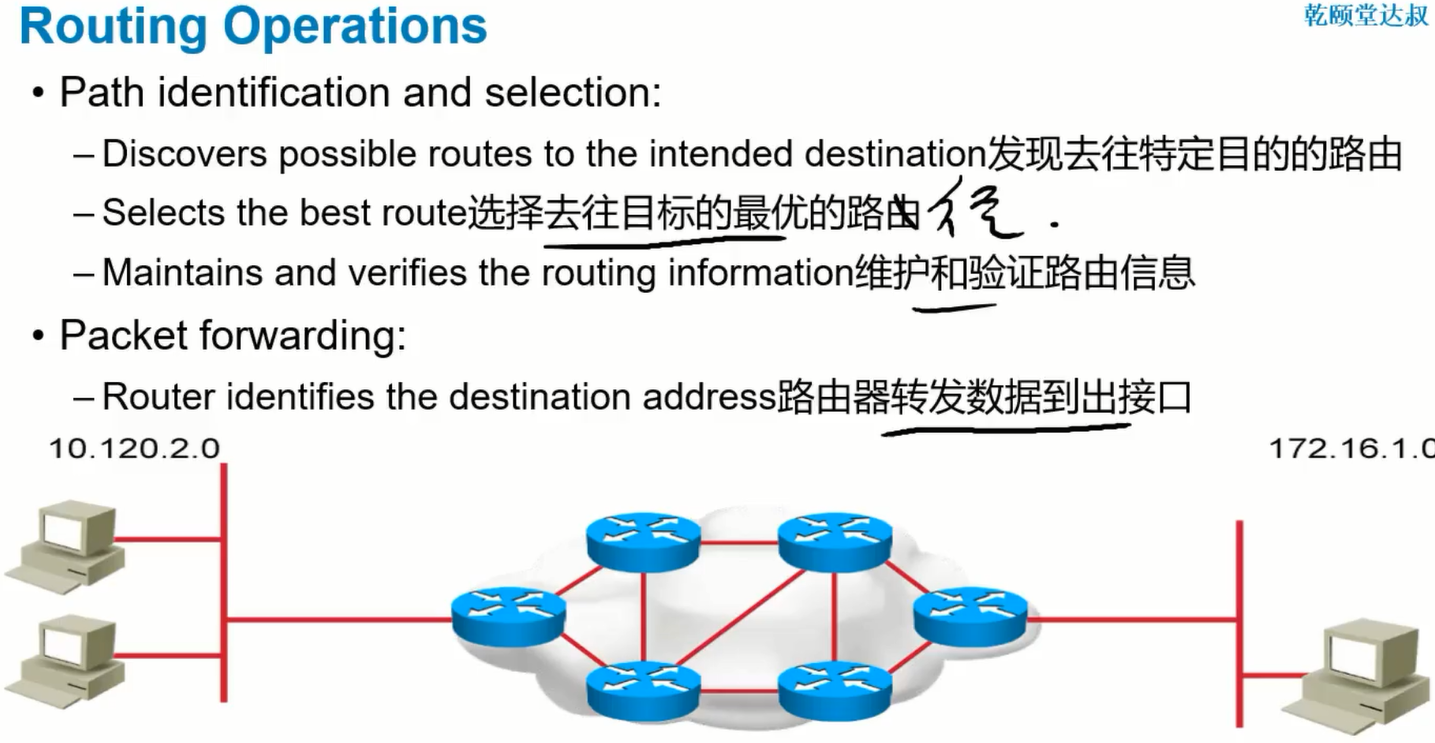 Routing Operations
乾颐堂达叔
• Path identification and selection:
– Discovers possible routes to the intended destination发现去往特定目的的路由
– Selects the best route选择去往目标的最优的路由 径.
– Maintains and verifies the routing information维护和验证路由信息
• Packet forwarding:
– Router identifies the destination address路由器转发数据到出接口
10.120.2.0
172.16.1.0